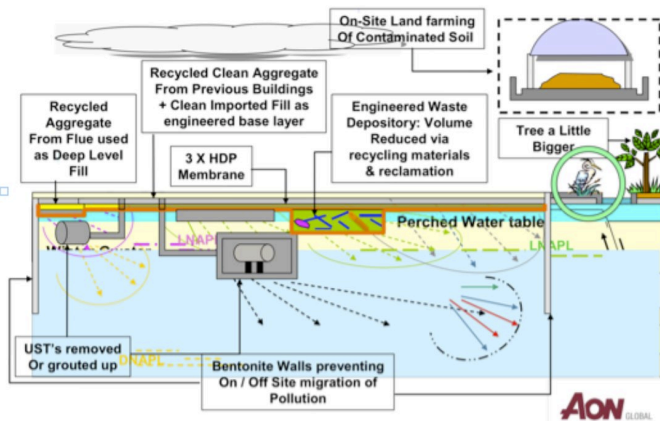 On-Site Land farming
Of Contaminated Soil
Recycled Clean Aggregate
From Previous Buildings
+ Clean Imported Fill as
engineered base layer
Recycled
Aggregate
From Flue used
as Deep Level
Fill
Engineered Waste
Depository: Volume
Reduced via
recycling materials
& reclamation
Tree a Little
Bigger
3 X HDP
Membrane
Perched Water table
LNAPL
LNAPL
UST's removed
Or grouted up
DNAPL
Bentonite Walls preventing
On / Off Site migration of
Pollution
AON GLOBAL